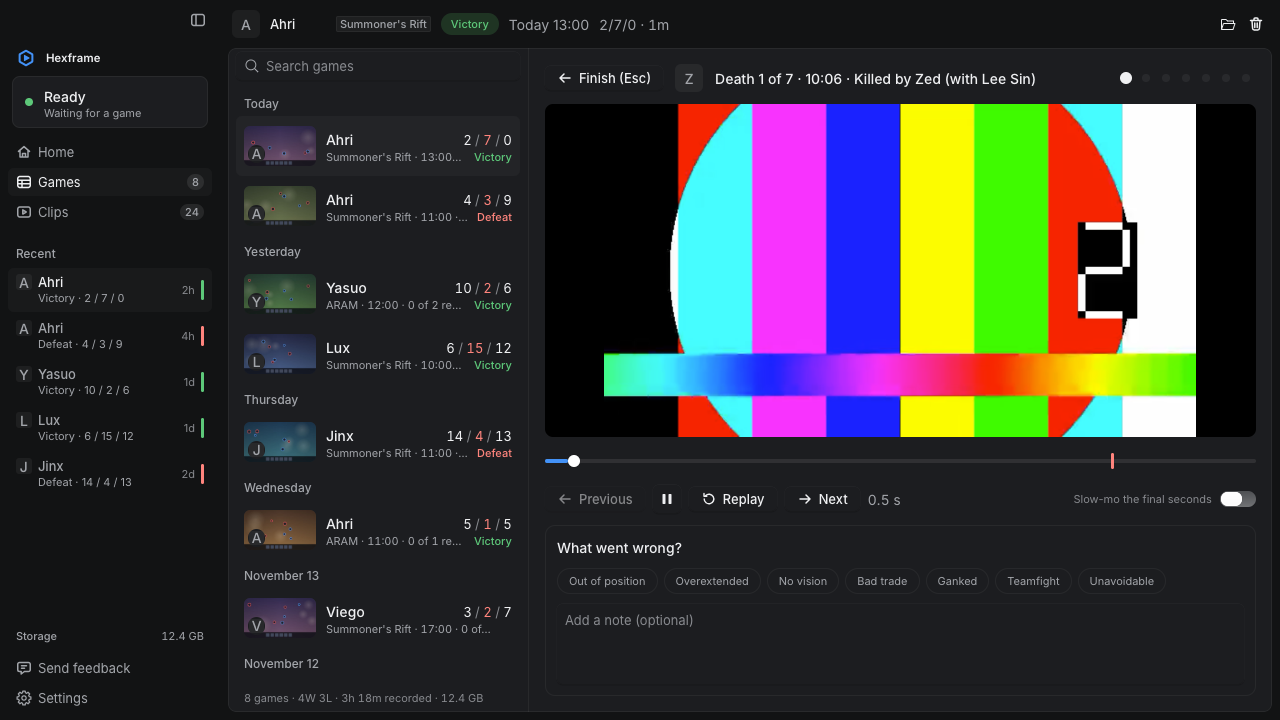 A Ahri Summoner's Rift Victory Today 13:00 2/7/0 · 1m
Hexframe
Ready
Waiting for a game
Home
Games 8
Clips 24
Recent
A Ahri 2h
Victory · 2 / 7 / 0
A Ahri 4h
Defeat · 4 / 3 / 9
Y Yasuo 1d
Victory · 10 / 2 / 6
L Lux 1d
Victory · 6 / 15 / 12
J Jinx 2d
Defeat · 14 / 4 / 13
Storage 12.4 GB
Send feedback
Settings
Search games
Today
A Ahri 2 / 7 / 0
Summoner's Rift · 13:00... Victory
A Ahri 4 / 3 / 9
Summoner's Rift · 11:00 ·... Defeat
Yesterday
Y Yasuo 10 / 2 / 6
ARAM · 12:00 · 0 of 2 re... Victory
L Lux 6 / 15 / 12
Summoner's Rift · 10:00... Victory
Thursday
J Jinx 14 / 4 / 13
Summoner's Rift · 11:00 ·... Defeat
Wednesday
A Ahri 5 / 1 / 5
ARAM · 11:00 · 0 of 1 re... Victory
November 13
V Viego 3 / 2 / 7
Summoner's Rift · 17:00 · 0 of...
November 12
8 games · 4W 3L · 3h 18m recorded · 12.4 GB
Finish (Esc) Z Death 1 of 7 · 10:06 · Killed by Zed (with Lee Sin)
2
Previous Replay Next 0.5 s Slow-mo the final seconds
What went wrong?
Out of position Overextended No vision Bad trade Ganked Teamfight Unavoidable
Add a note (optional)